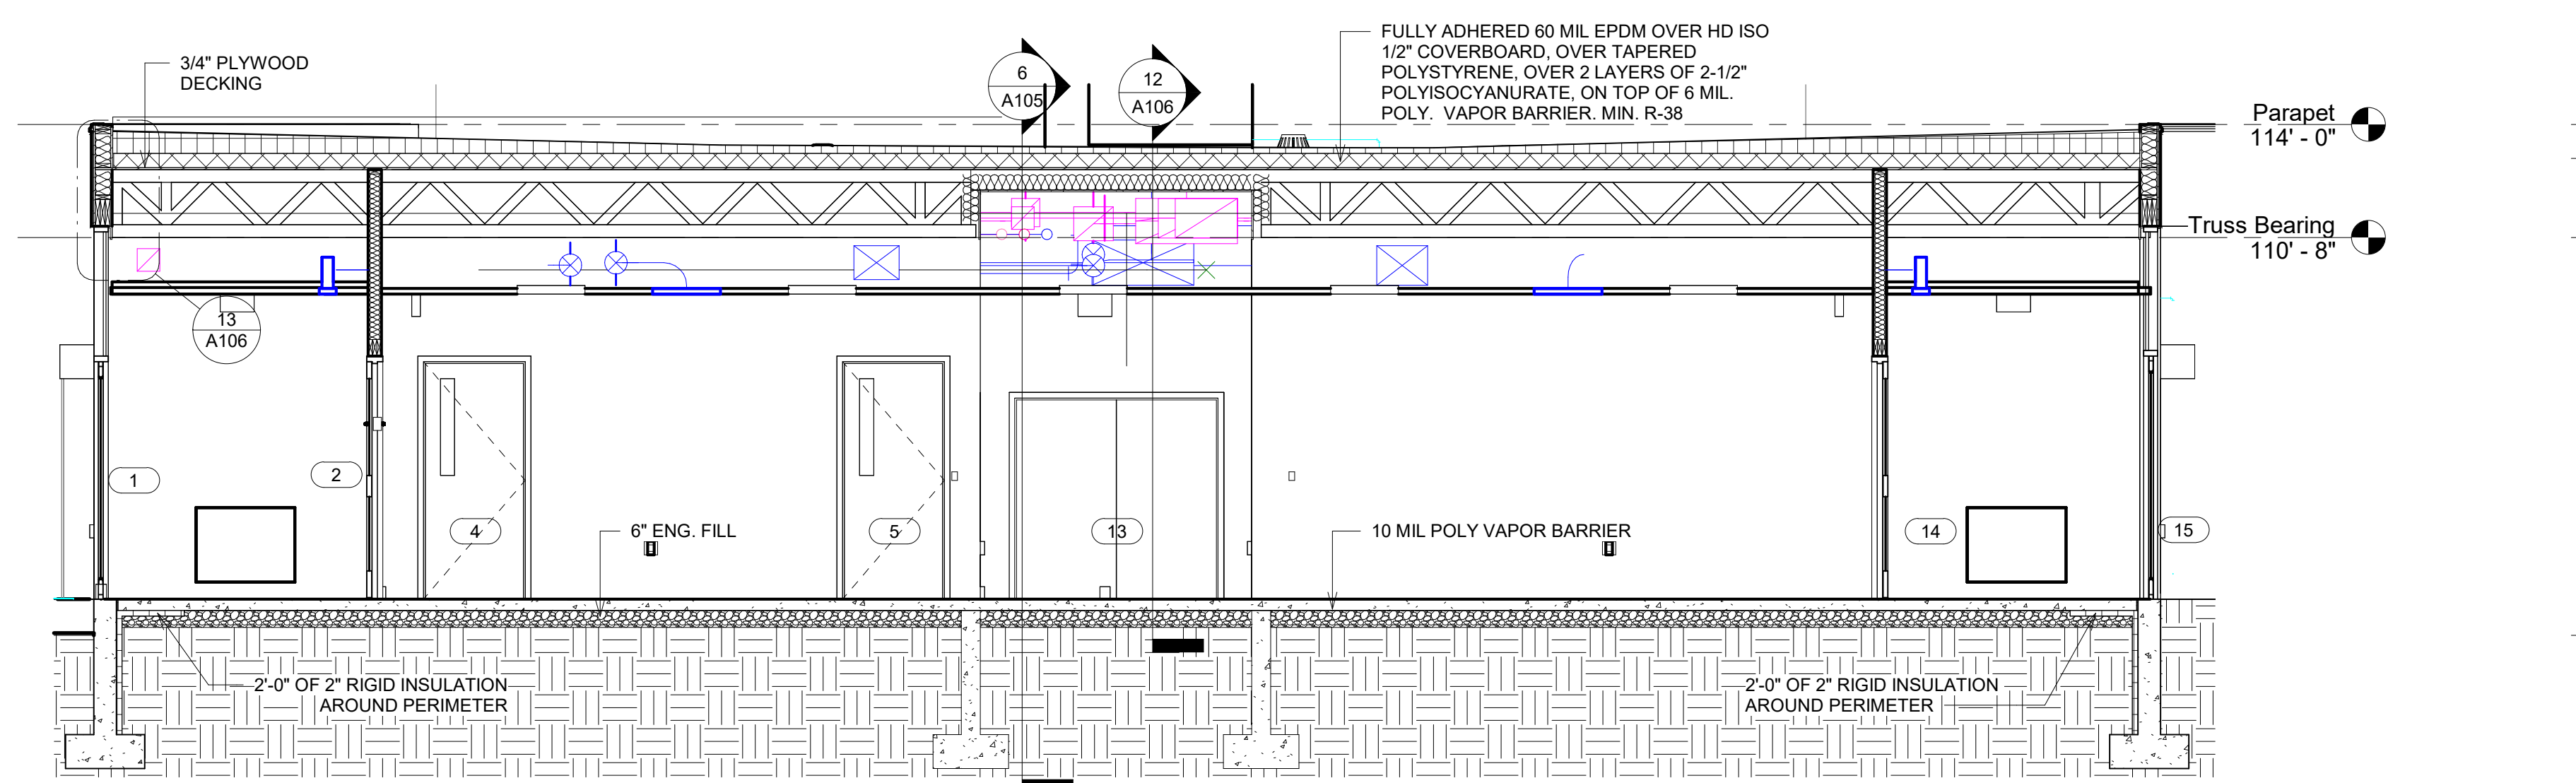 3/4" PLYWOOD
DECKING
6
A105
12
A106
FULLY ADHERED 60 MIL EPDM OVER HD ISO
1/2" COVERBOARD, OVER TAPERED
POLYSTYRENE, OVER 2 LAYERS OF 2-1/2"
POLYISOCYANURATE, ON TOP OF 6 MIL.
POLY. VAPOR BARRIER. MIN. R-38
Parapet
114' - 0"
Truss Bearing
110' - 8"
13
A106
1
2
4
6" ENG. FILL
5
13
10 MIL POLY VAPOR BARRIER
14
15
2'-0" OF 2" RIGID INSULATION
AROUND PERIMETER
2'-0" OF 2" RIGID INSULATION
AROUND PERIMETER